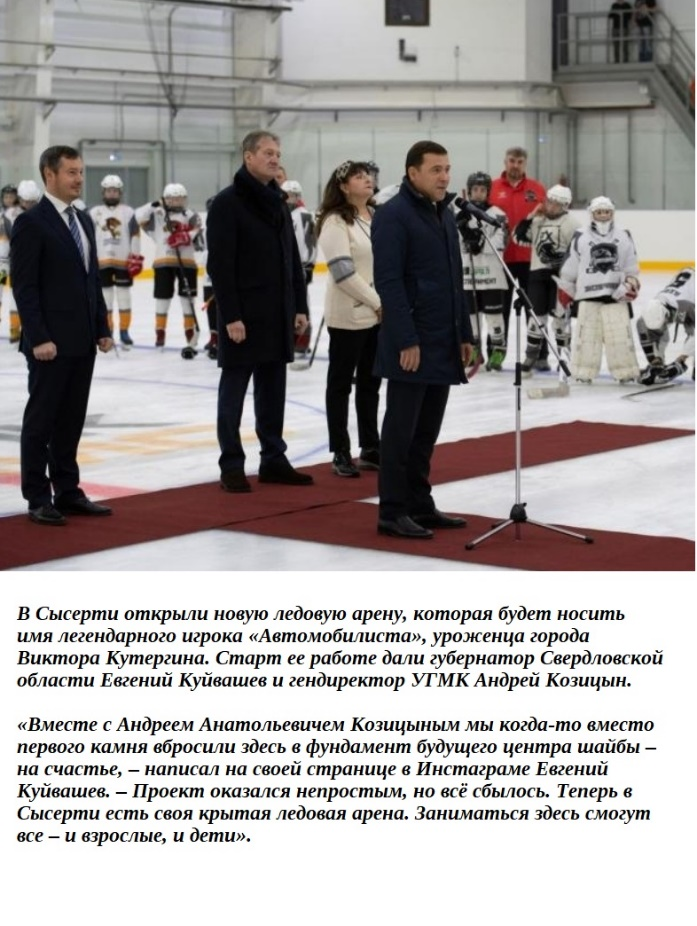 В Сысерти открыли новую ледовую арену, которая будет носить
имя легендарного игрока «Автомобилиста», уроженца города
Виктора Кутергина. Старт ее работе дали губернатор Свердловской
области Евгений Куйвашев и гендиректор УГМК Андрей Козицын.
«Вместе с Андреем Анатольевичем Козицыным мы когда-то вместо
первого камня вбросили здесь в фундамент будущего центра шайбы –
на счастье, – написал на своей странице в Инстаграме Евгений
Куйвашев. – Проект оказался непростым, но всё сбылось. Теперь в
Сысерти есть своя крытая ледовая арена. Заниматься здесь смогут
все – и взрослые, и дети».